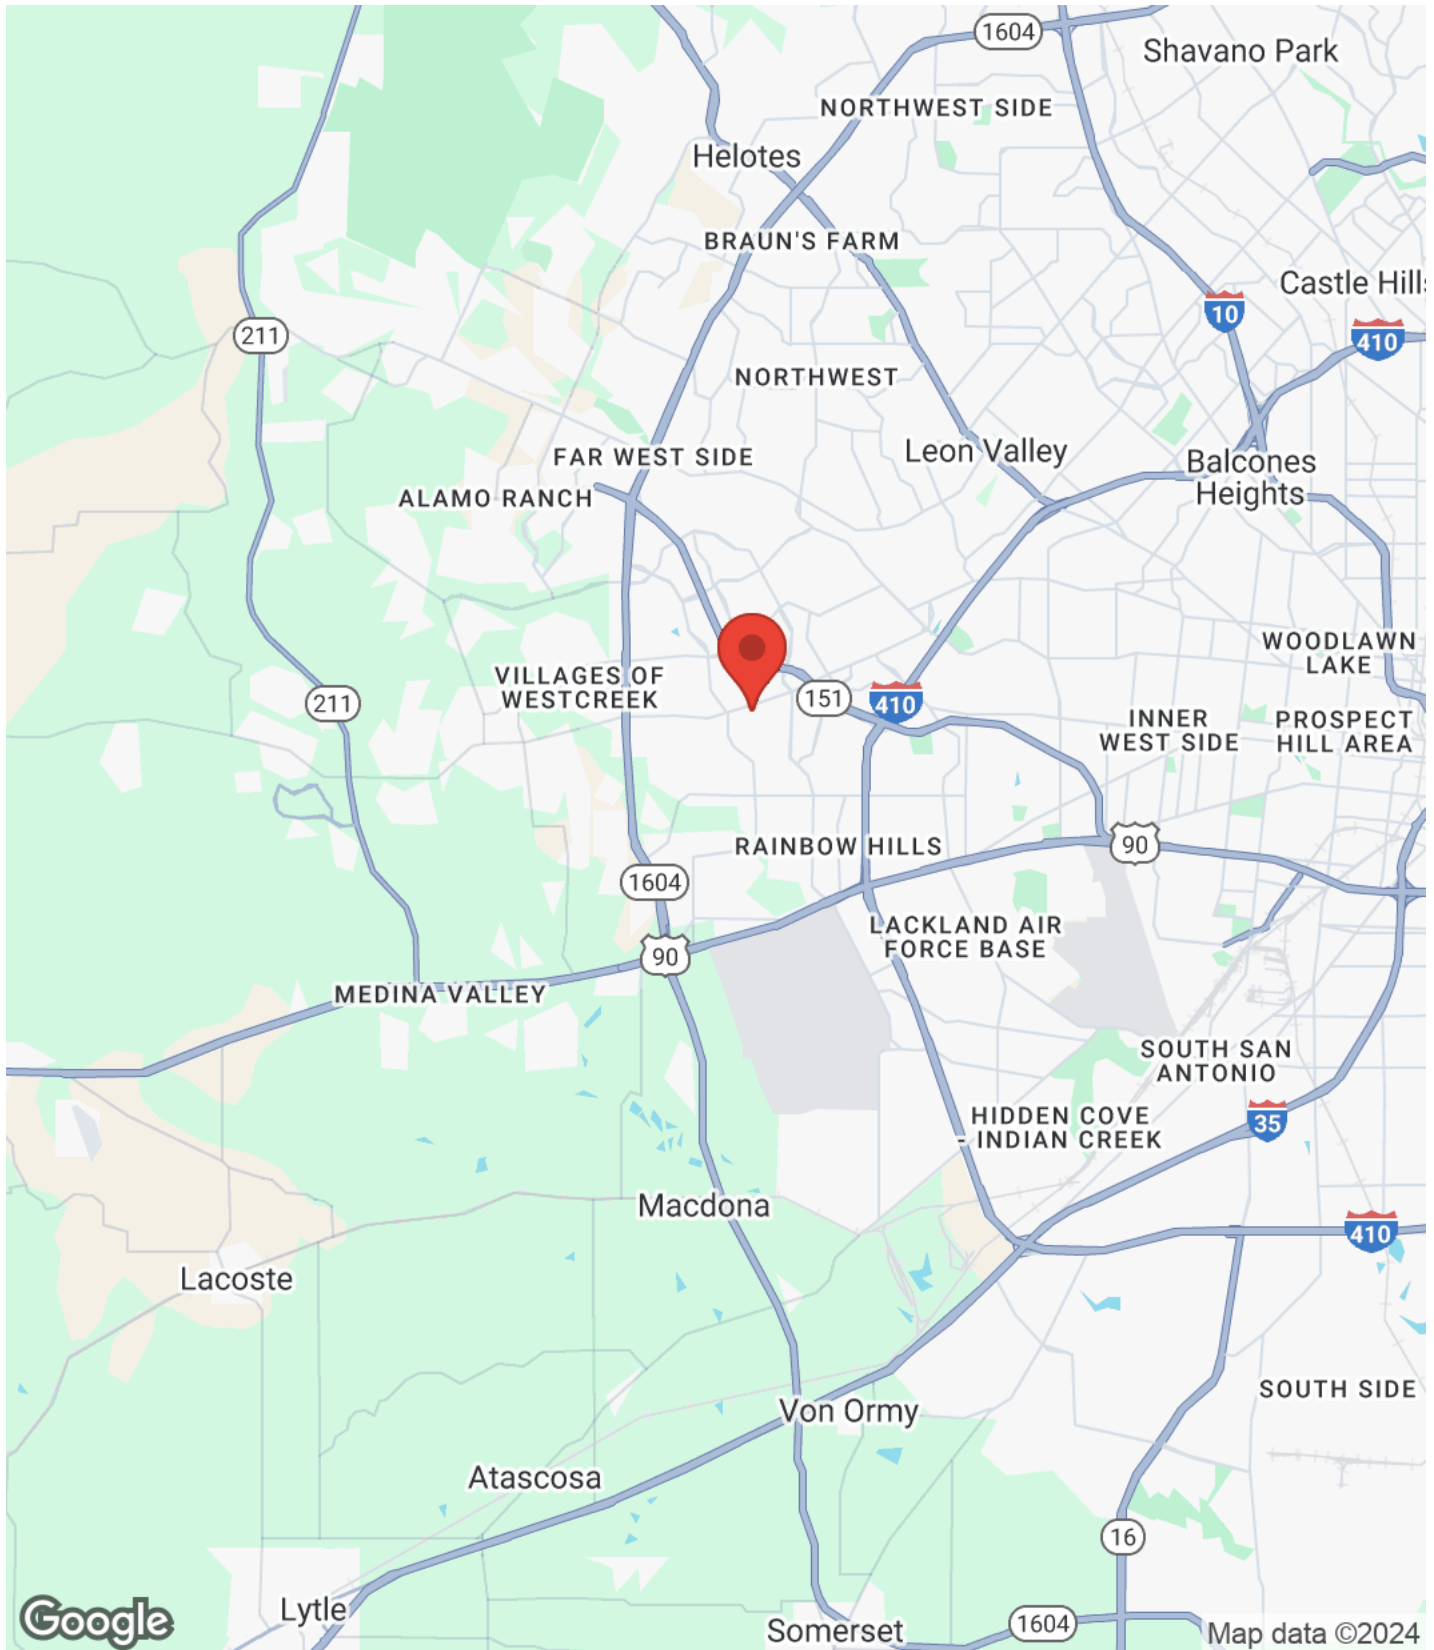 1604
Shavano Park
NORTHWEST SIDE
Helotes
BRAUN'S FARM
Castle Hills
10
211
410
NORTHWEST
Leon Valley
FAR WEST SIDE
Balcones
Heights
ALAMO RANCH
WOODLAWN
LAKE
VILLAGES OF
WESTCREEK
151
410
211
INNER
WEST SIDE
PROSPECT
HILL AREA
RAINBOW HILLS
90
1604
LACKLAND AIR
FORCE BASE
90
MEDINA VALLEY
SOUTH SAN
ANTONIO
HIDDEN COVE
- INDIAN CREEK
35
Macdona
410
Lacoste
SOUTH SIDE
Von Ormy
Atascosa
16
Lytle
Google
Somerset
1604
Map data ©2024